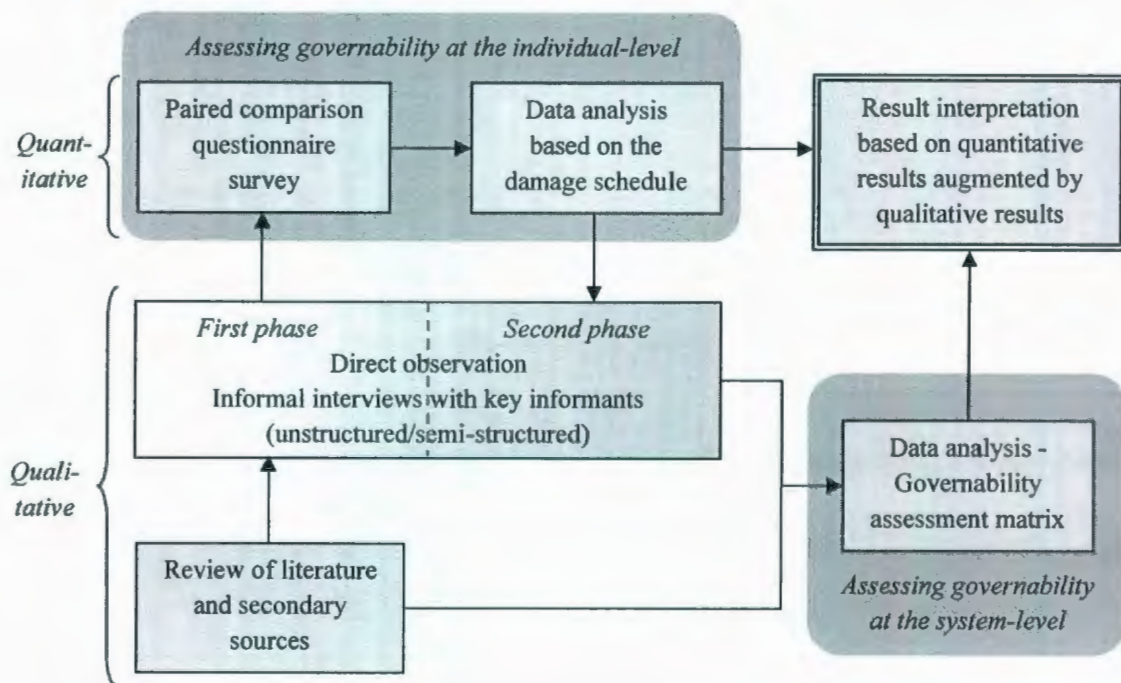 Assessing governability at the individual-level
Quant-
itative
Paired comparison
questionnaire
survey
Data analysis
based on the
damage schedule
Result interpretation
based on quantitative
results augmented by
qualitative results
Quali-
tative
First phase
Second phase
Direct observation
Informal interviews with key informants
(unstructured/semi-structured)
Review of literature
and secondary
sources
Data analysis -
Governability
assessment matrix
Assessing governability
at the system-level